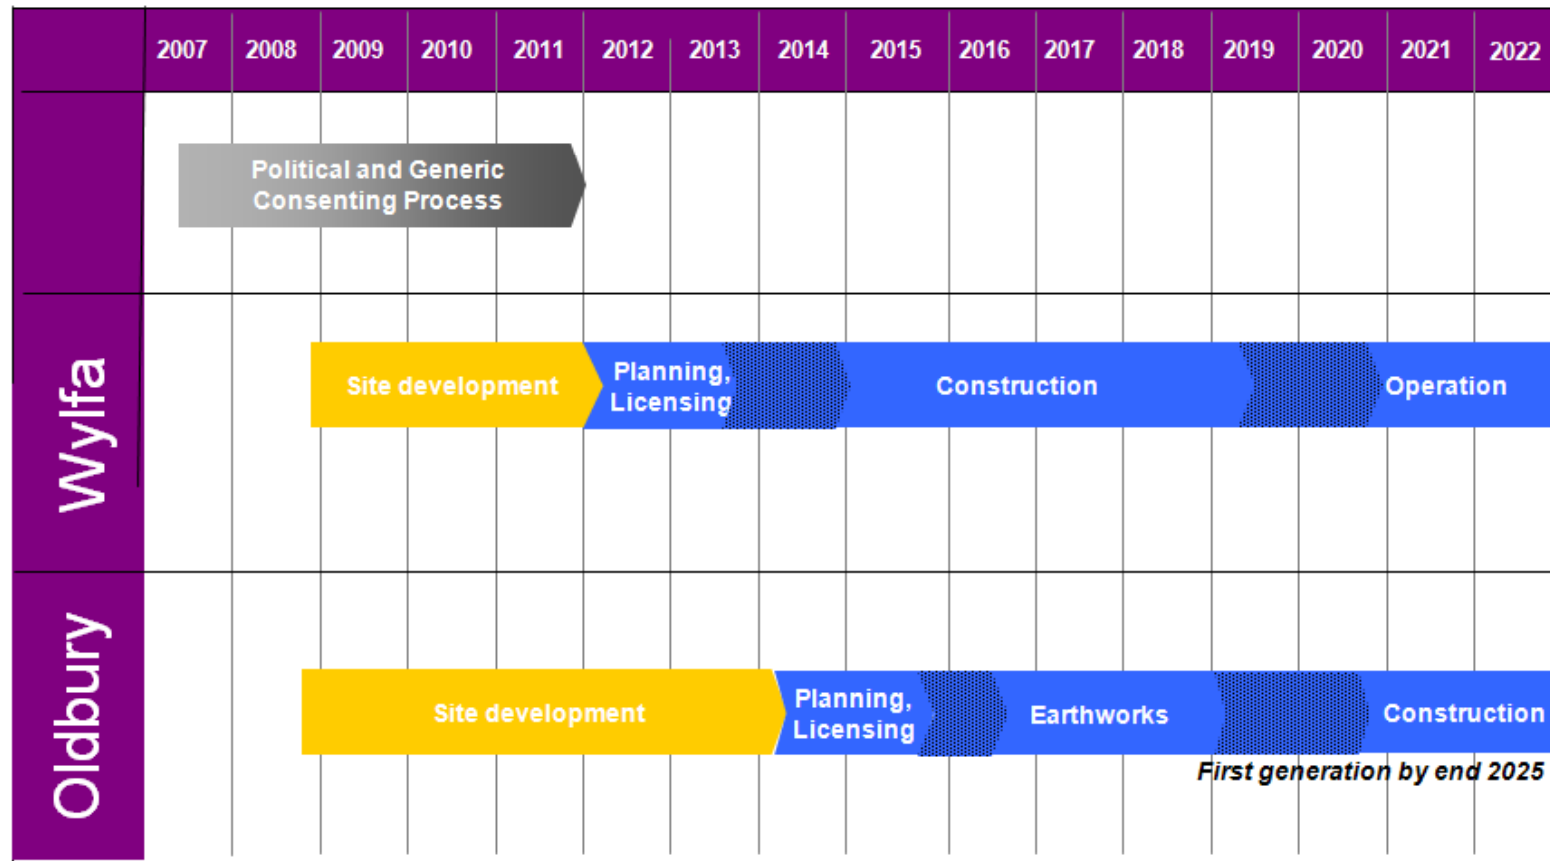 2007 2008 2009 2010 2011 2012 2013 2014 2015 2016 2017 2018 2019 2020 2021 2022
Political and Generic
Consenting Process
Wylfa
Site development
Planning,
Licensing
Construction
Operation
Oldbury
Site development
Planning,
Licensing
Earthworks
Construction
First generation by end 2025